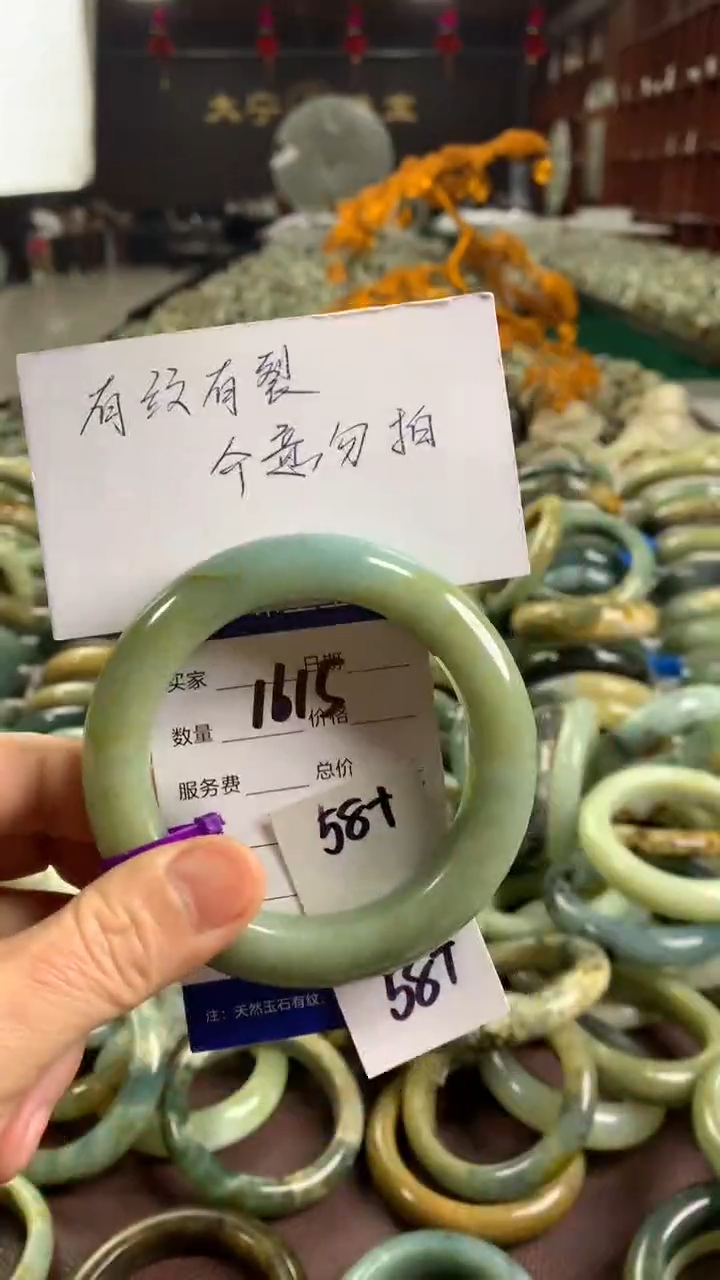 有纹有裂
介意勿拍
买家 日期
1615
数量 价格
服务费 总价
58+
58T
注：天然玉石有纹